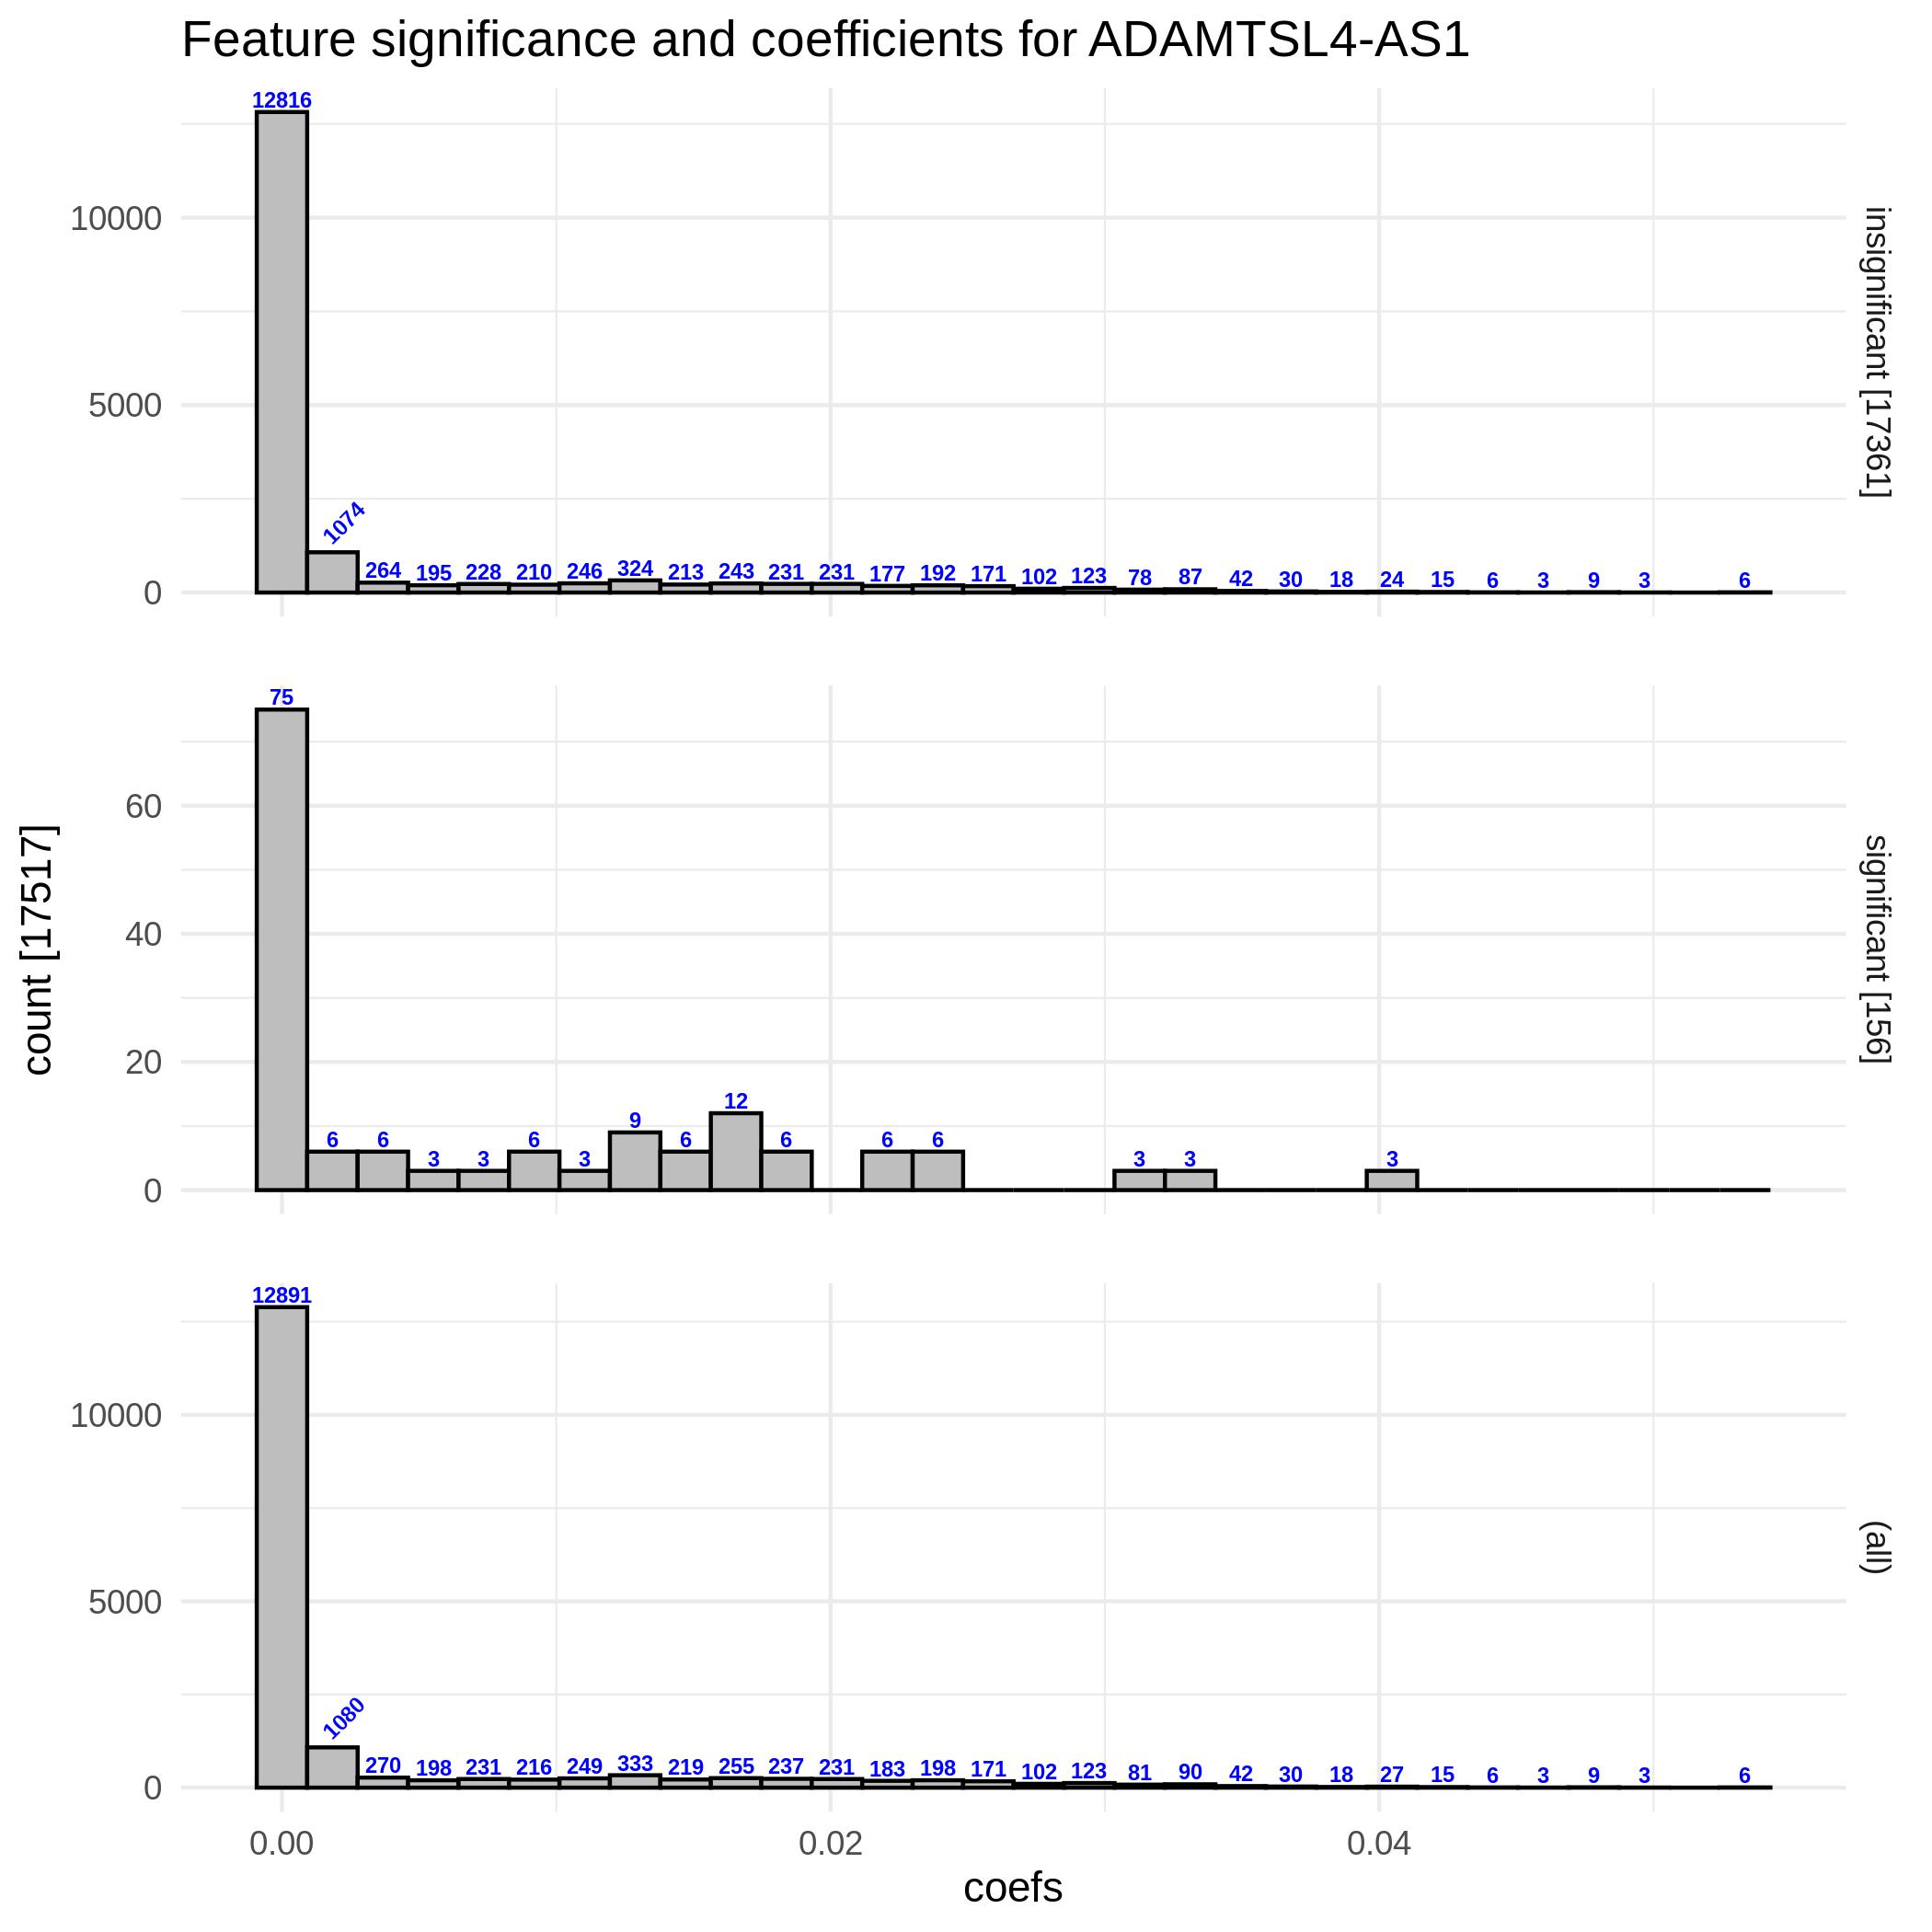 Feature significance and coefficients for ADAMTSL4-AS1
12816
1074
264 195 228 210 246 324 213 243 231 231 177 192 171 102 123 78 87 42 30 18 24 15 6 3 9 3 6
10000
5000
0
insignificant [17361]
75
6 6 3 3 6 3 9 6 12 6 6 6 3 3 3
60
40
20
0
significant [156]
count [17517]
12891
1080
270 198 231 216 249 333 219 255 237 231 183 198 171 102 123 81 90 42 30 18 27 15 6 3 9 3 6
10000
5000
0
(all)
0.00 0.02 0.04
coefs